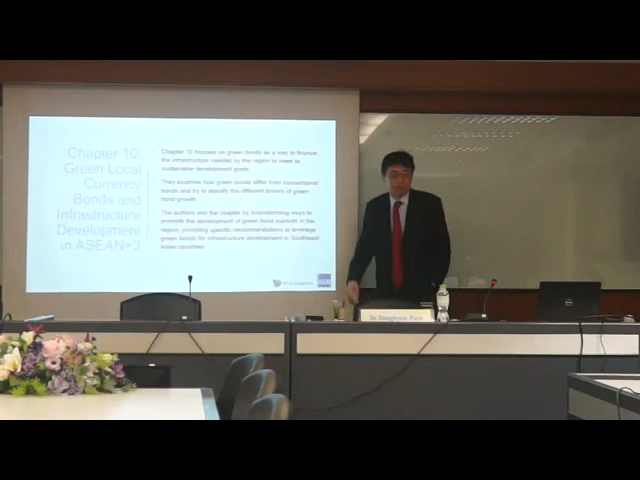 Chapter 10:
Green Local
Currency
Bonds and
Infrastructure
Development
in ASEAN+3
Chapter 10 focuses on green bonds as a way to finance
the infrastructure needed by the region to meet its
sustainable development goals.
They examine how green bonds differ from conventional
bonds and try to identify the different drivers of green
bond growth.
The authors end the chapter by brainstorming ways to
promote the development of green bond markets in the
region, providing specific recommendations to leverage
green bonds for infrastructure development in Southeast
Asian countries.
ADB
Dr. Donghyun Park
DELL